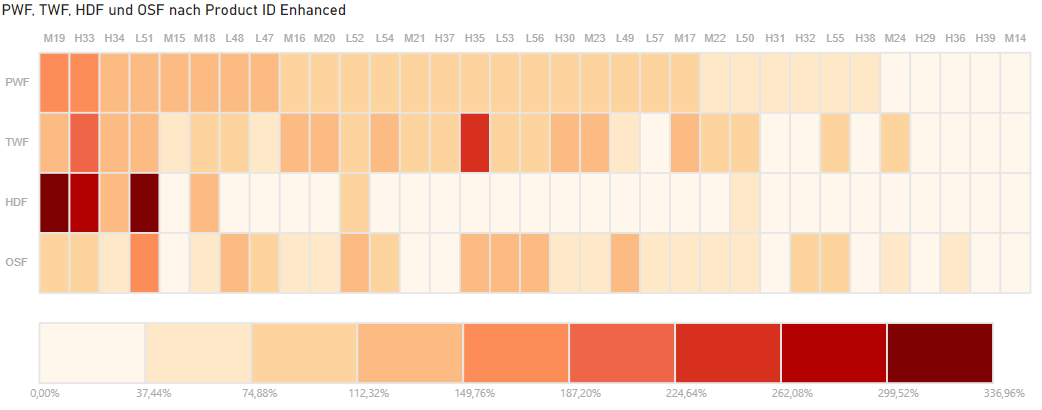 PWF, TWF, HDF und OSF nach Product ID Enhanced
M19 H33 H34 L51 M15 M18 L48 L47 M16 M20 L52 L54 M21 H37 H35 L53 L56 H30 M23 L49 L57 M17 M22 L50 H31 H32 L55 H38 M24 H29 H36 H39 M14
PWF
TWF
HDF
OSF
0,00% 37,44% 74,88% 112,32% 149,76% 187,20% 224,64% 262,08% 299,52% 336,96%